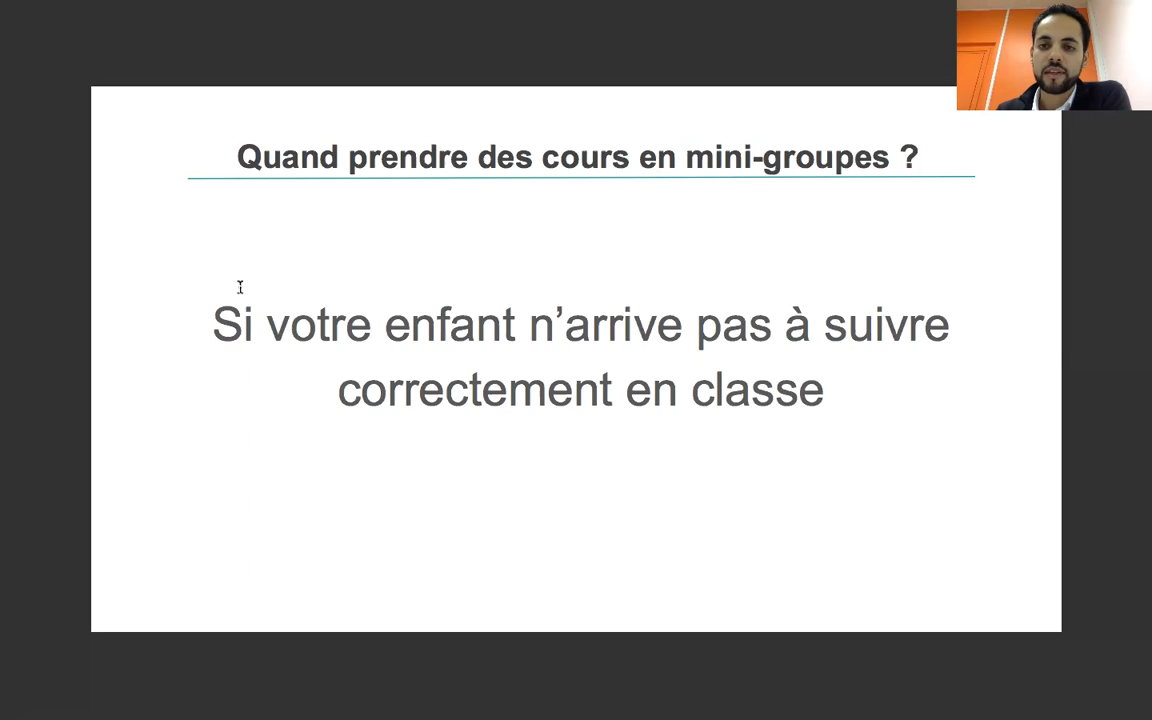 Quand prendre des cours en mini-groupes ?
Si votre enfant n’arrive pas à suivre
correctement en classe